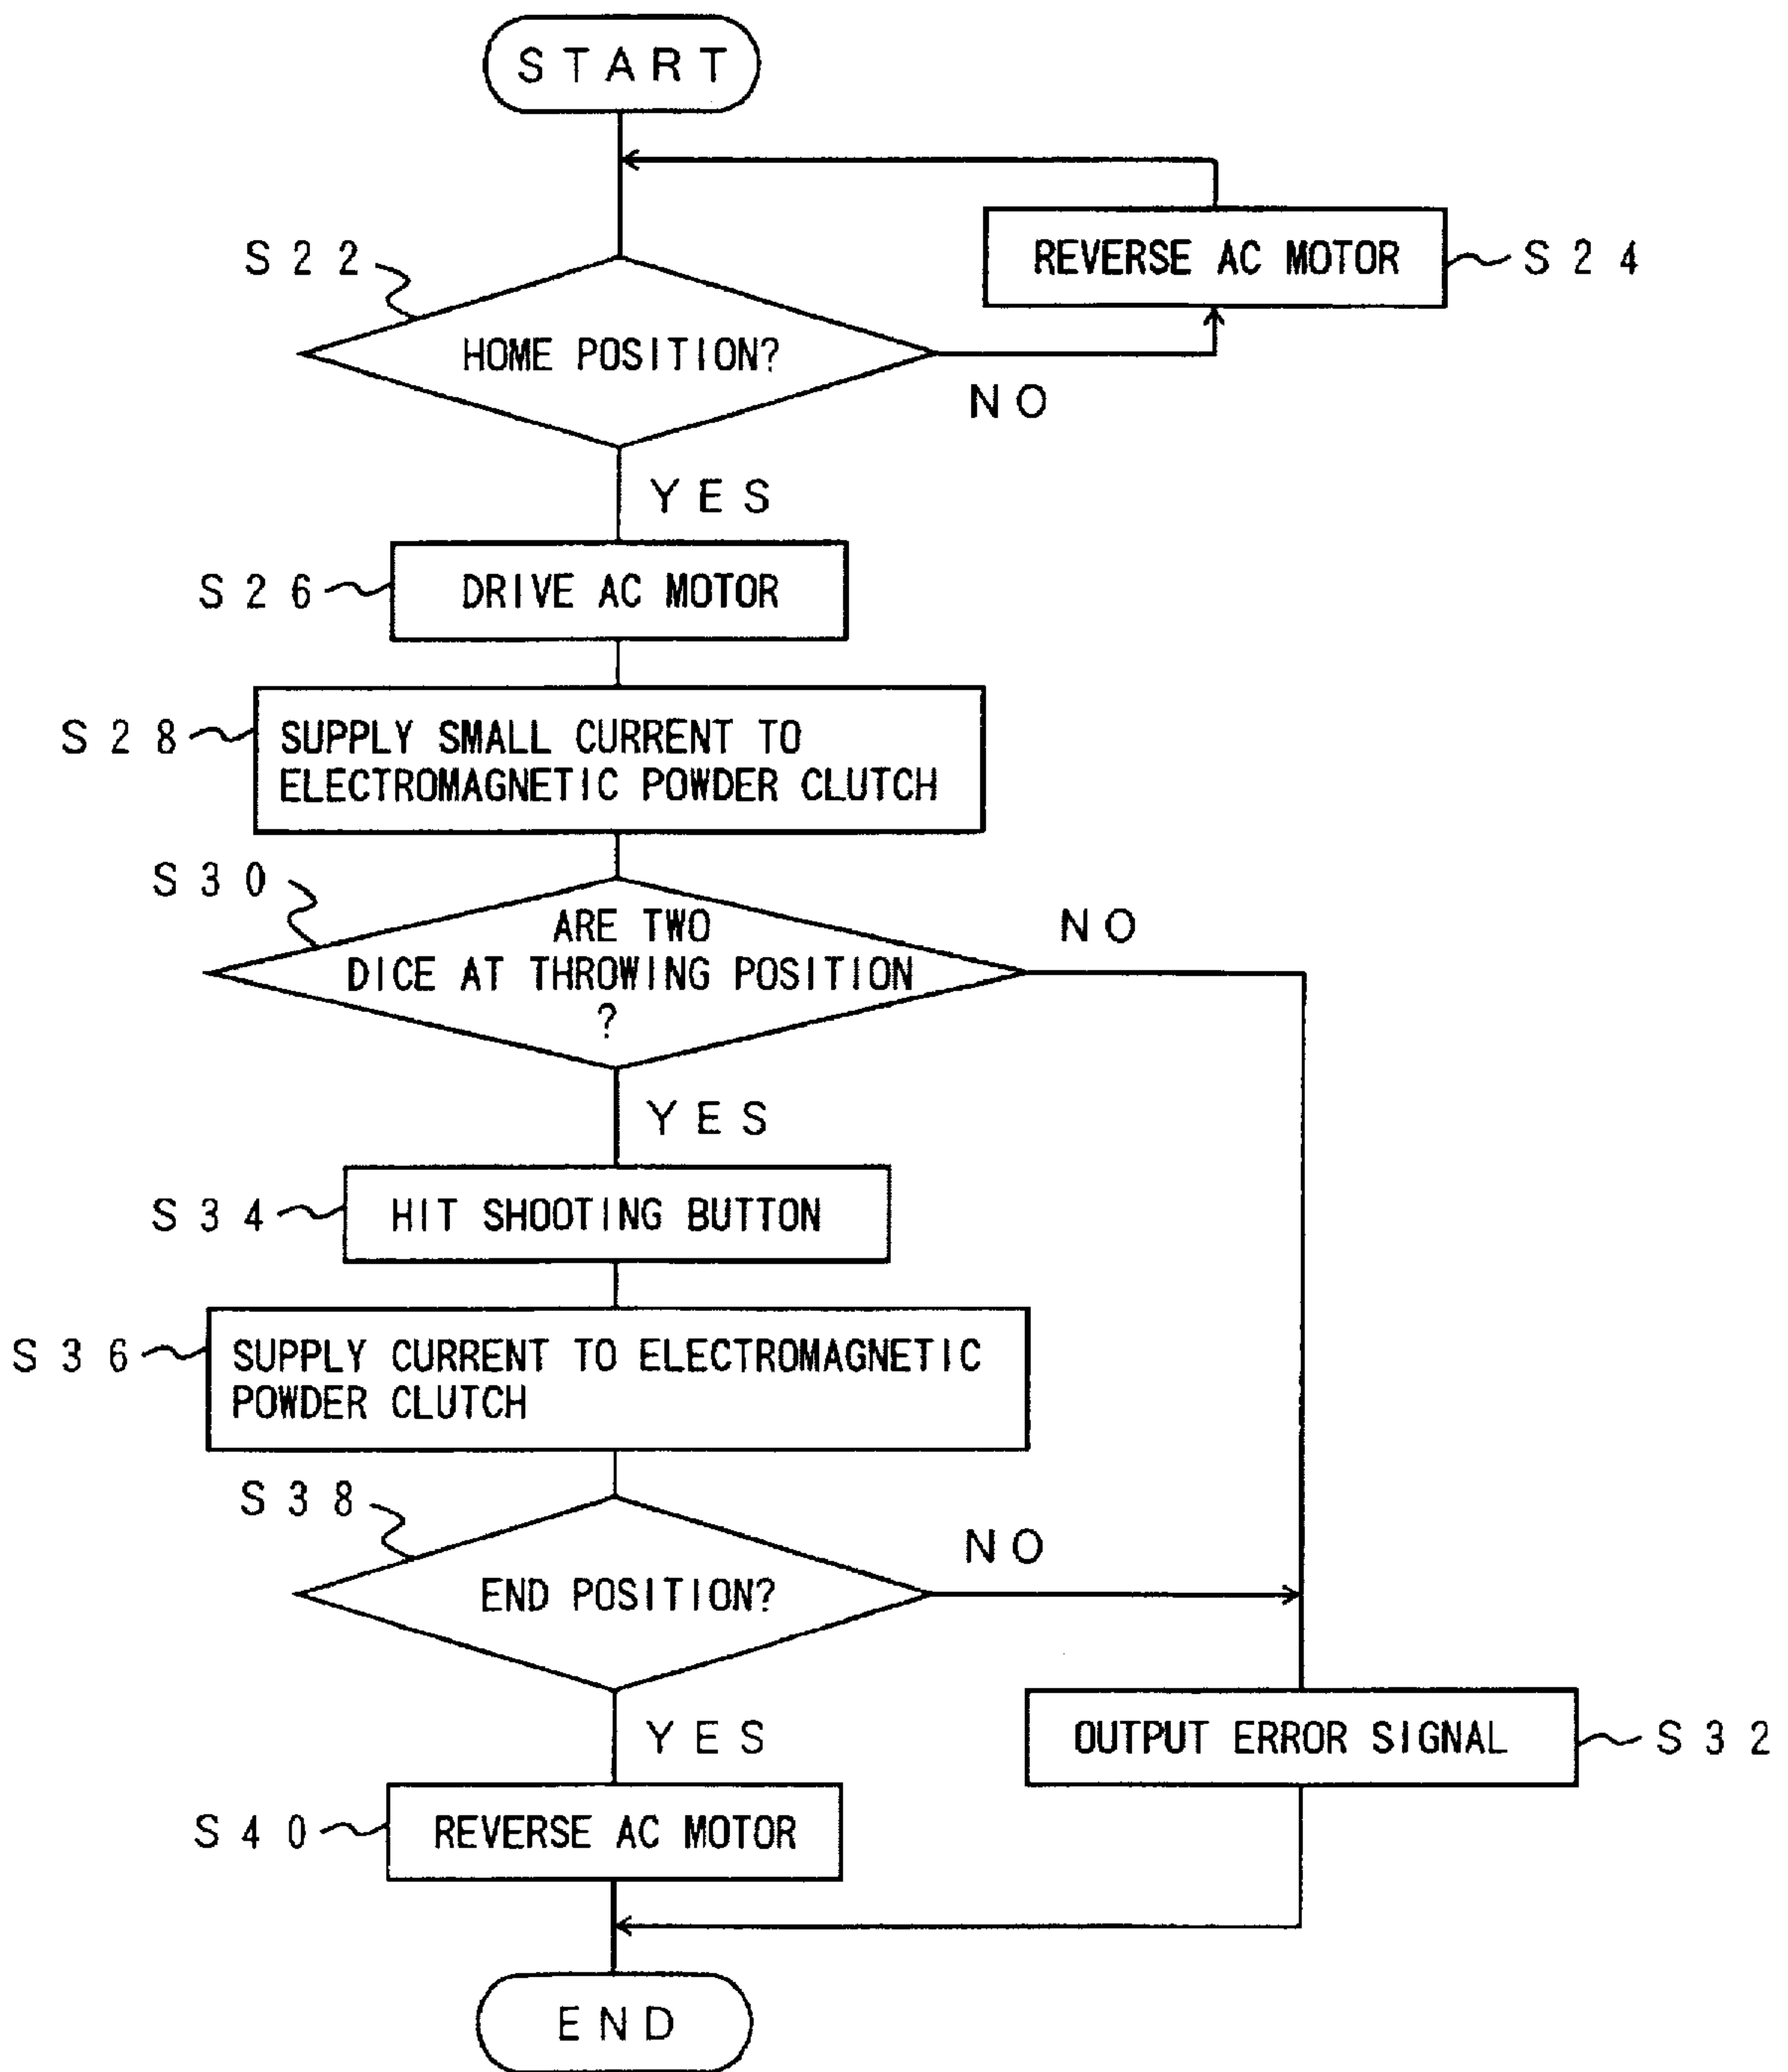 START
REVERSE AC MOTOR
S24
S22
HOME POSITION?
NO
YES
S26
DRIVE AC MOTOR
S28
SUPPLY SMALL CURRENT TO
ELECTROMAGNETIC POWDER CLUTCH
S30
ARE TWO
DICE AT THROWING POSITION
?
NO
YES
S34
HIT SHOOTING BUTTON
S36
SUPPLY CURRENT TO ELECTROMAGNETIC
POWDER CLUTCH
S38
END POSITION?
NO
YES
OUTPUT ERROR SIGNAL
S32
S40
REVERSE AC MOTOR
END